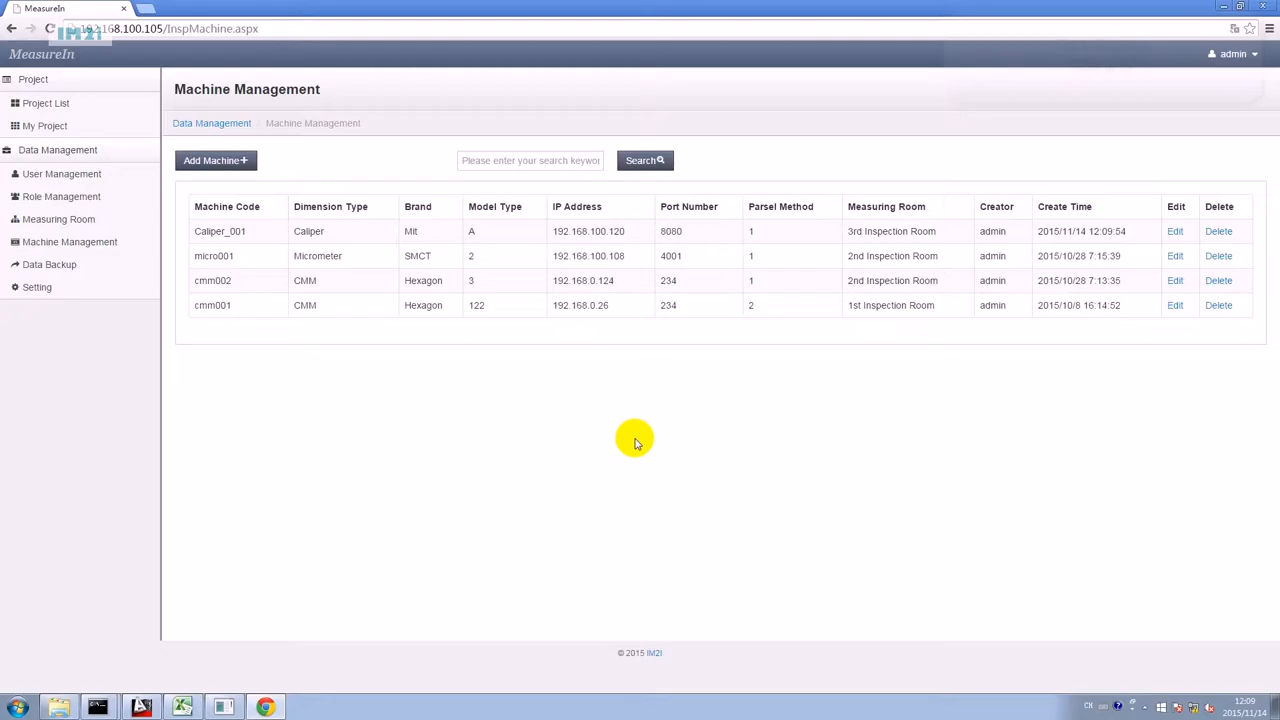 MeasureIn
192.168.100.105/InspMachine.aspx
IM2I
MeasureIn
admin
Project
Project List
My Project
Data Management
User Management
Role Management
Measuring Room
Machine Management
Data Backup
Setting
Machine Management
Data Management / Machine Management
Add Machine+
Please enter your search keywor
Search
Machine Code Dimension Type Brand Model Type IP Address Port Number Parsel Method Measuring Room Creator Create Time Edit Delete
Caliper_001 Caliper Mit A 192.168.100.120 8080 1 3rd Inspection Room admin 2015/11/14 12:09:54 Edit Delete
micro001 Micrometer SMCT 2 192.168.100.108 4001 1 2nd Inspection Room admin 2015/10/28 7:15:39 Edit Delete
cmm002 CMM Hexagon 3 192.168.0.124 234 1 2nd Inspection Room admin 2015/10/28 7:13:35 Edit Delete
cmm001 CMM Hexagon 122 192.168.0.26 234 2 1st Inspection Room admin 2015/10/8 16:14:52 Edit Delete
© 2015 IM2I
CH
12:09
2015/11/14